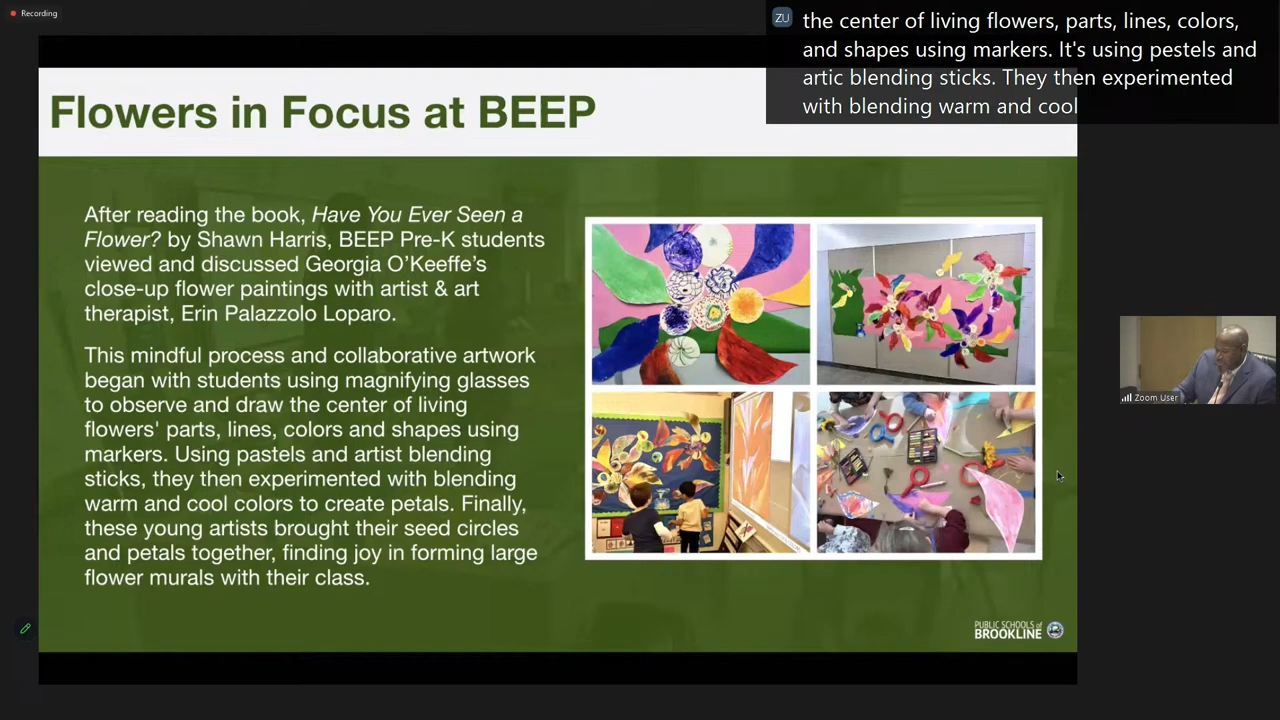 Recording
ZU
the center of living flowers, parts, lines, colors,
and shapes using markers. It's using pestels and
artic blending sticks. They then experimented
with blending warm and cool
Flowers in Focus at BEEP
After reading the book, Have You Ever Seen a
Flower? by Shawn Harris, BEEP Pre-K students
viewed and discussed Georgia O'Keeffe's
close-up flower paintings with artist & art
therapist, Erin Palazzolo Loparo.
This mindful process and collaborative artwork
began with students using magnifying glasses
to observe and draw the center of living
flowers' parts, lines, colors and shapes using
markers. Using pastels and artist blending
sticks, they then experimented with blending
warm and cool colors to create petals. Finally,
these young artists brought their seed circles
and petals together, finding joy in forming large
flower murals with their class.
Zoom User
PUBLIC SCHOOLS of
BROOKLINE